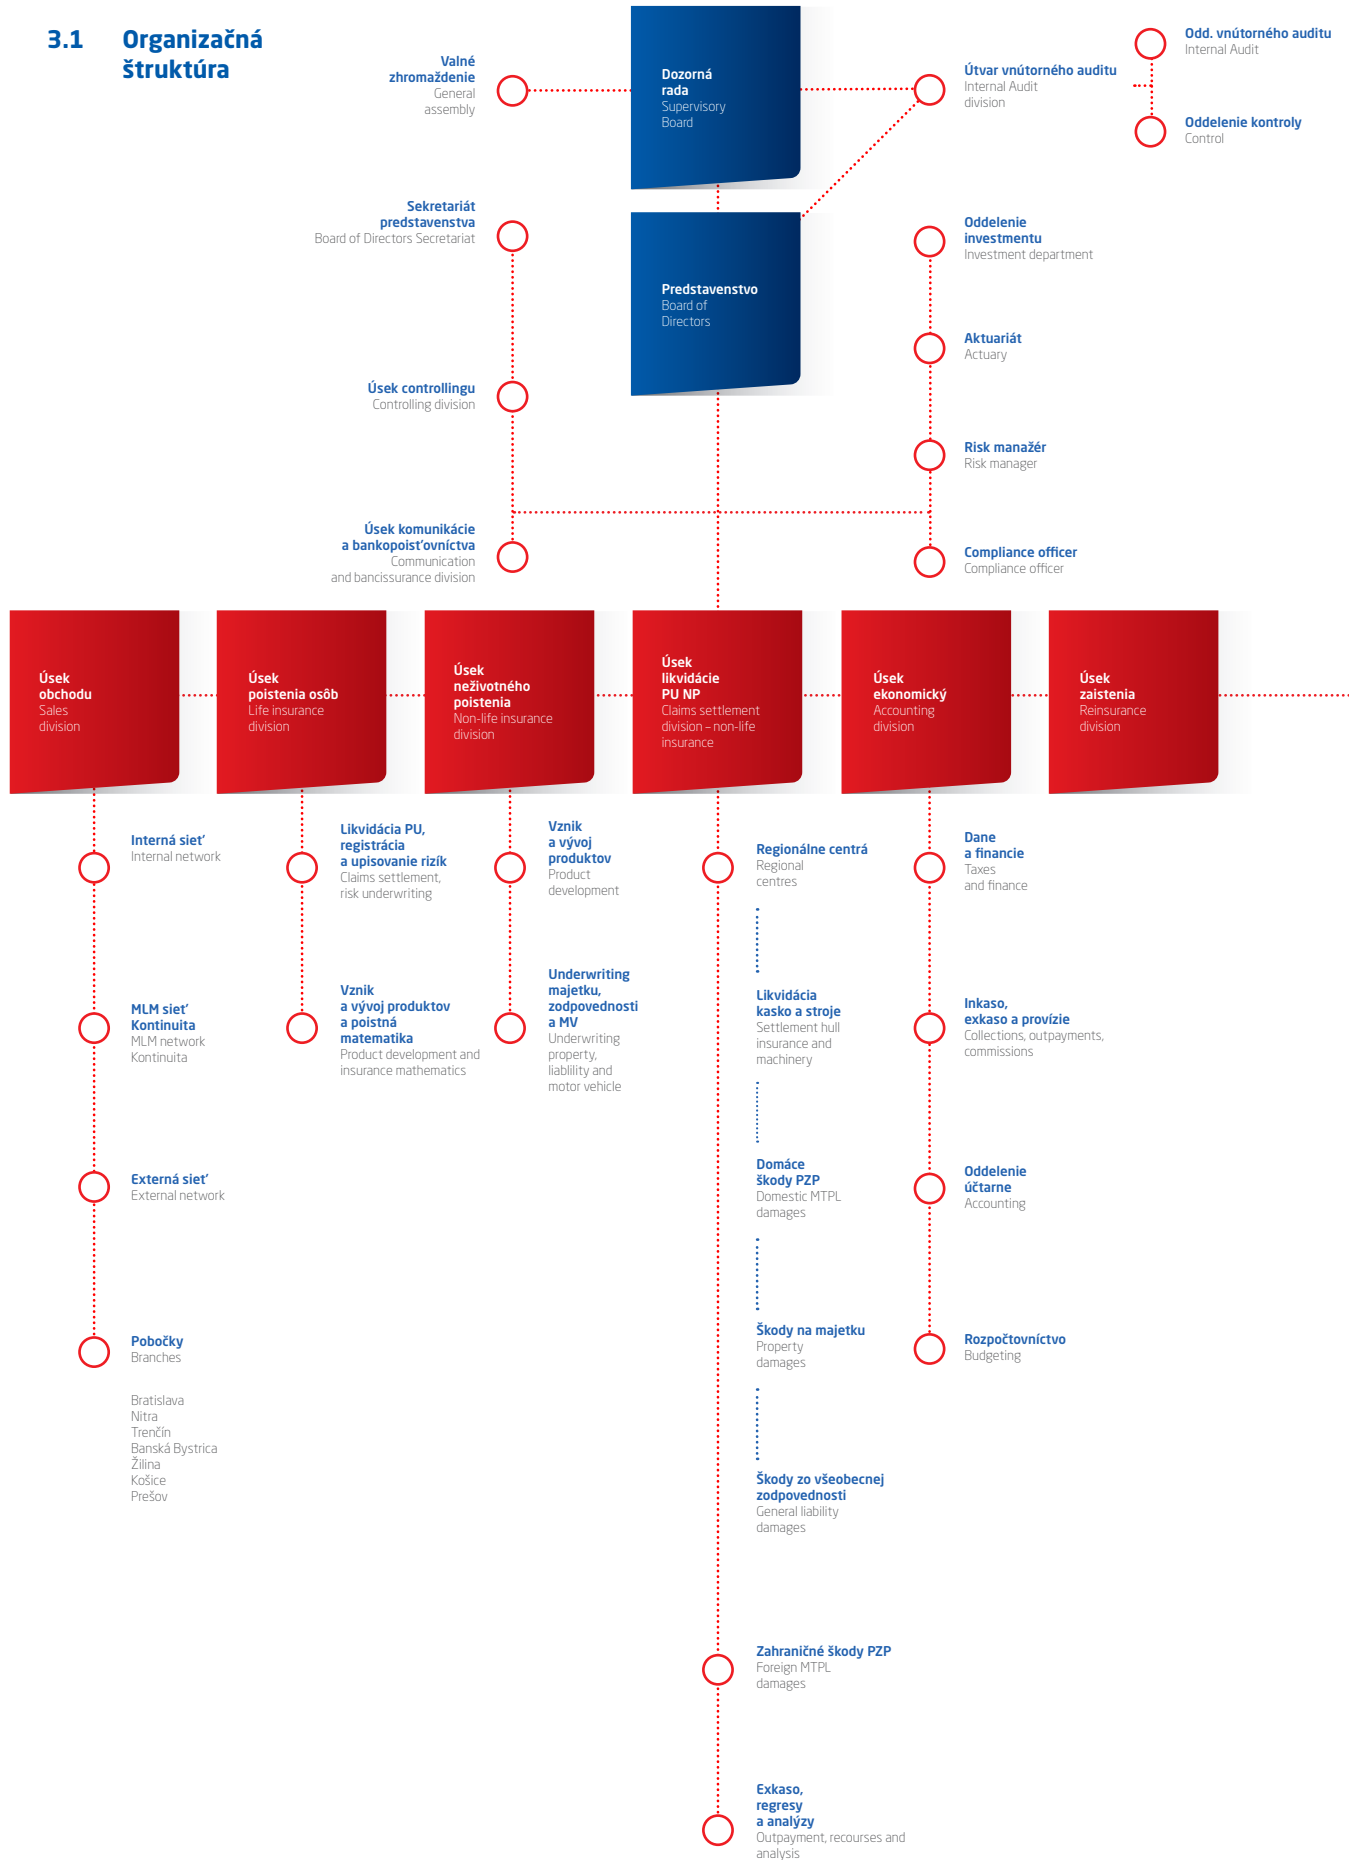 3.1 Organizačná
štruktúra
Valné
zhromaždenie
General
assembly
Dozorná
rada
Supervisory
Board
Útvar vnútorného auditu
Internal Audit
division
Odd. vnútorného auditu
Internal Audit
Oddelenie kontroly
Control
Sekretariát
predstavenstva
Board of Directors Secretariat
Predstavenstvo
Board of
Directors
Oddelenie
investmentu
Investment department
Aktuariát
Actuary
Úsek controllingu
Controlling division
Risk manažér
Risk manager
Úsek komunikácie
a bankopoisťovníctva
Communication
and bancissurance division
Compliance officer
Compliance officer
Úsek
obchodu
Sales
division
Úsek
poistenia osôb
Life insurance
division
Úsek
neživotného
poistenia
Non-life insurance
division
Úsek
likvidácie
PU NP
Claims settlement
division – non-life
insurance
Úsek
ekonomický
Accounting
division
Úsek
zaistenia
Reinsurance
division
Interná sieť
Internal network
MLM sieť
Kontinuita
MLM network
Kontinuita
Externá sieť
External network
Pobočky
Branches
Bratislava
Nitra
Trenčín
Banská Bystrica
Žilina
Košice
Prešov
Likvidácia PU,
registrácia
a upisovanie rizík
Claims settlement,
risk underwriting
Vznik
a vývoj produktov
a poistná
matematika
Product development and
insurance mathematics
Vznik
a vývoj
produktov
Product
development
Underwriting
majetku,
zodpovednosti
a MV
Underwriting
property,
liablility and
motor vehicle
Regionálne centrá
Regional
centres
Likvidácia
kasko a stroje
Settlement hull
insurance and
machinery
Domáce
škody PZP
Domestic MTPL
damages
Škody na majetku
Property
damages
Škody zo všeobecnej
zodpovednosti
General liability
damages
Zahraničné škody PZP
Foreign MTPL
damages
Exkaso,
regresy
a analýzy
Outpayment, recourses and
analysis
Dane
a financie
Taxes
and finance
Inkaso,
exkaso a provízie
Collections, outpayments,
commissions
Oddelenie
účtarne
Accounting
Rozpočtovníctvo
Budgeting